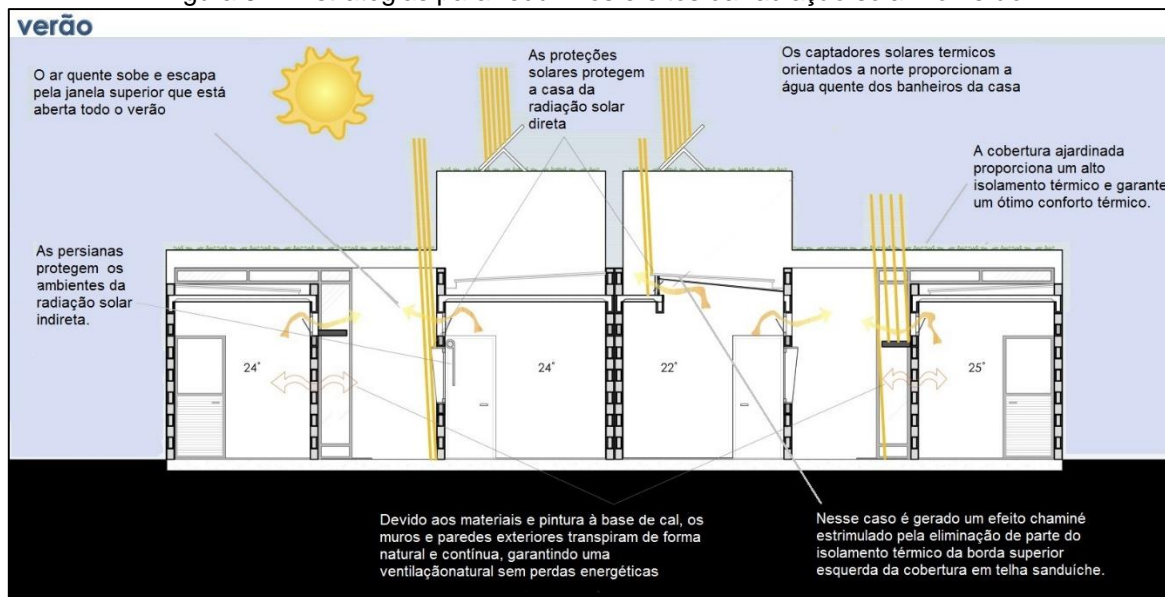 verão
O ar quente sobe e escapa
pela janela superior que está
aberta todo o verão
As proteções
solares protegem
a casa da
radiação solar
direta
Os captadores solares termicos
orientados a norte proporcionam a
água quente dos banheiros da casa
A cobertura ajardinada
proporciona um alto
isolamento térmico e garante
um ótimo conforto térmico.
As persianas
protegem os
ambientes da
radiação solar
indireta.
24°
24°
22°
25°
Devido aos materiais e pintura à base de cal, os
muros e paredes exteriores transpiram de forma
natural e contínua, garantindo uma
ventilaçãonatural sem perdas energéticas
Nesse caso é gerado um efeito chaminé
estrimulado pela eliminação de parte do
isolamento térmico da borda superior
esquerda da cobertura em telha sanduíche.